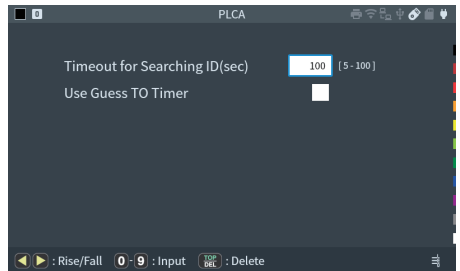 0 PLCA
Timeout for Searching ID(sec) 100 [5-100]
Use Guess TO Timer
: Rise/Fall 0-9 : Input TOP DEL : Delete